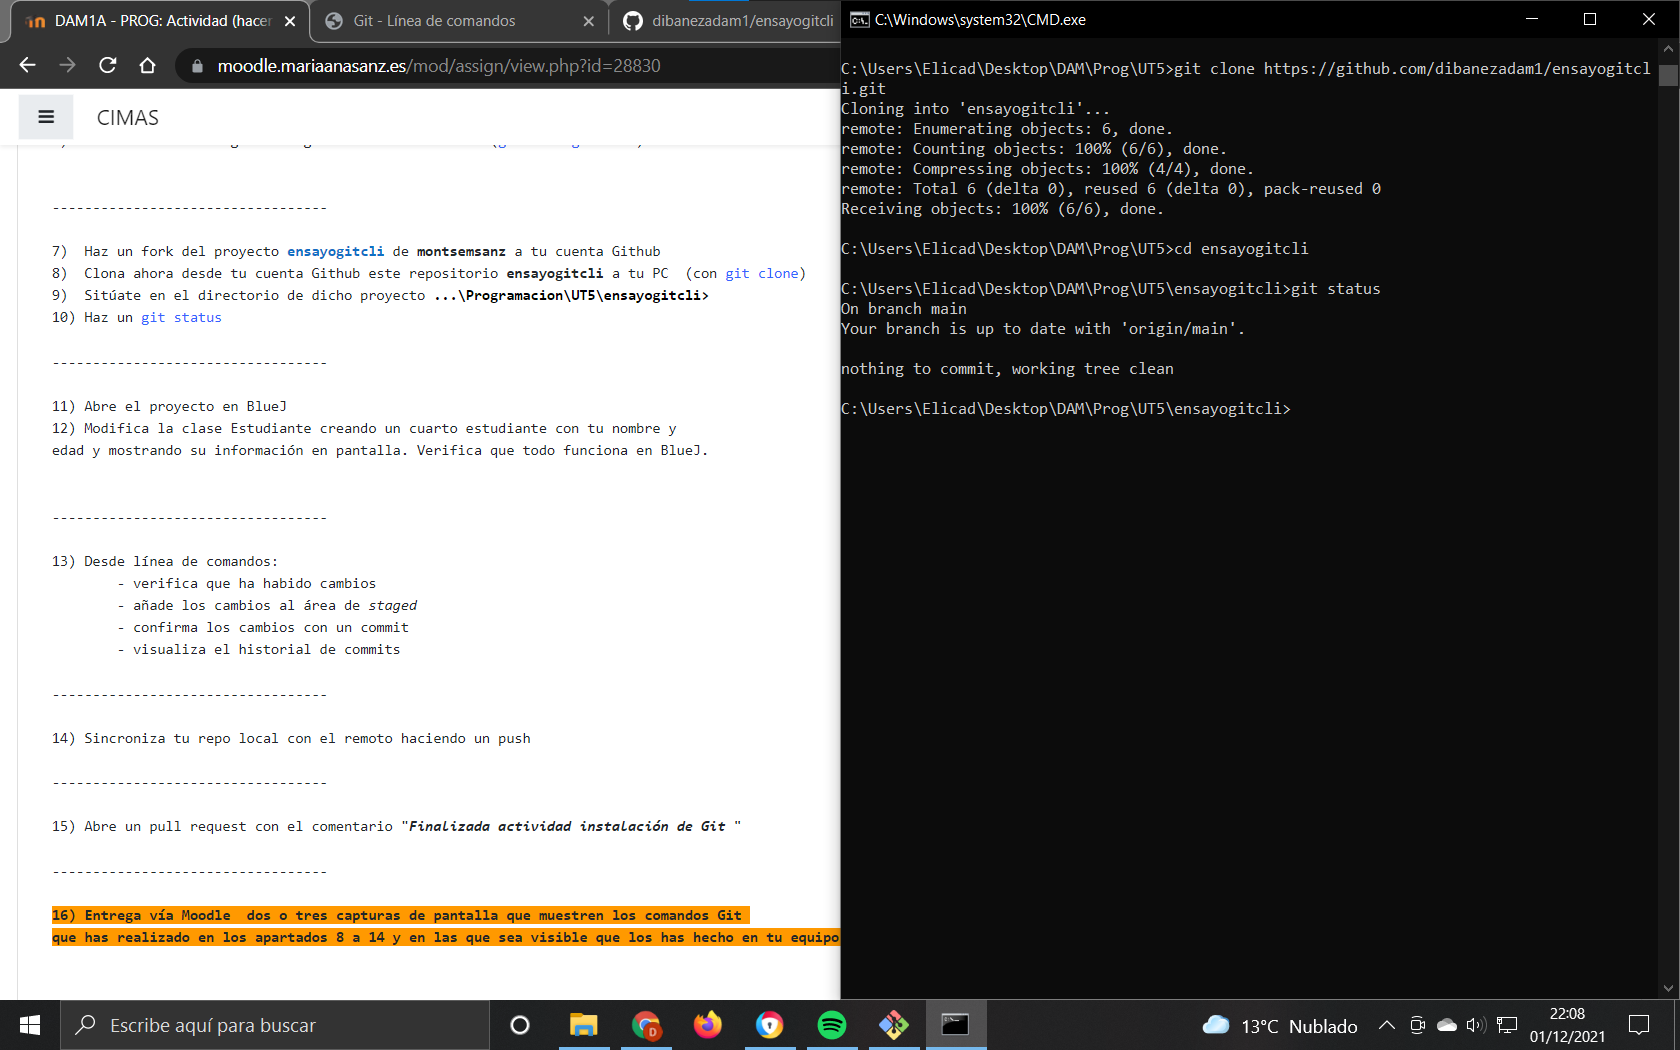 DAM1A - PROG: Actividad (hacer
Git - Línea de comandos
dibanezadam1/ensayogitcli
C:\Windows\system32\CMD.exe
moodle.mariaanasanz.es/mod/assign/view.php?id=28830
CIMAS
---------------------------------
7)  Haz un fork del proyecto ensayogitcli de montsemsanz a tu cuenta Github
8)  Clona ahora desde tu cuenta Github este repositorio ensayogitcli a tu PC  (con git clone)
9)  Sitúate en el directorio de dicho proyecto ...\Programacion\UT5\ensayogitcli>
10) Haz un git status
---------------------------------
11) Abre el proyecto en BlueJ
12) Modifica la clase Estudiante creando un cuarto estudiante con tu nombre y
edad y mostrando su información en pantalla. Verifica que todo funciona en BlueJ.
---------------------------------
13) Desde línea de comandos:
- verifica que ha habido cambios
- añade los cambios al área de staged
- confirma los cambios con un commit
- visualiza el historial de commits
---------------------------------
14) Sincroniza tu repo local con el remoto haciendo un push
---------------------------------
15) Abre un pull request con el comentario "Finalizada actividad instalación de Git "
---------------------------------
16) Entrega vía Moodle  dos o tres capturas de pantalla que muestren los comandos Git
que has realizado en los apartados 8 a 14 y en las que sea visible que los has hecho en tu equipo
C:\Users\Elicad\Desktop\DAM\Prog\UT5>git clone https://github.com/dibanezadam1/ensayogitcl
i.git
Cloning into 'ensayogitcli'...
remote: Enumerating objects: 6, done.
remote: Counting objects: 100% (6/6), done.
remote: Compressing objects: 100% (4/4), done.
remote: Total 6 (delta 0), reused 6 (delta 0), pack-reused 0
Receiving objects: 100% (6/6), done.
C:\Users\Elicad\Desktop\DAM\Prog\UT5>cd ensayogitcli
C:\Users\Elicad\Desktop\DAM\Prog\UT5\ensayogitcli>git status
On branch main
Your branch is up to date with 'origin/main'.
nothing to commit, working tree clean
C:\Users\Elicad\Desktop\DAM\Prog\UT5\ensayogitcli>
Escribe aquí para buscar
13°C Nublado
22:08
01/12/2021